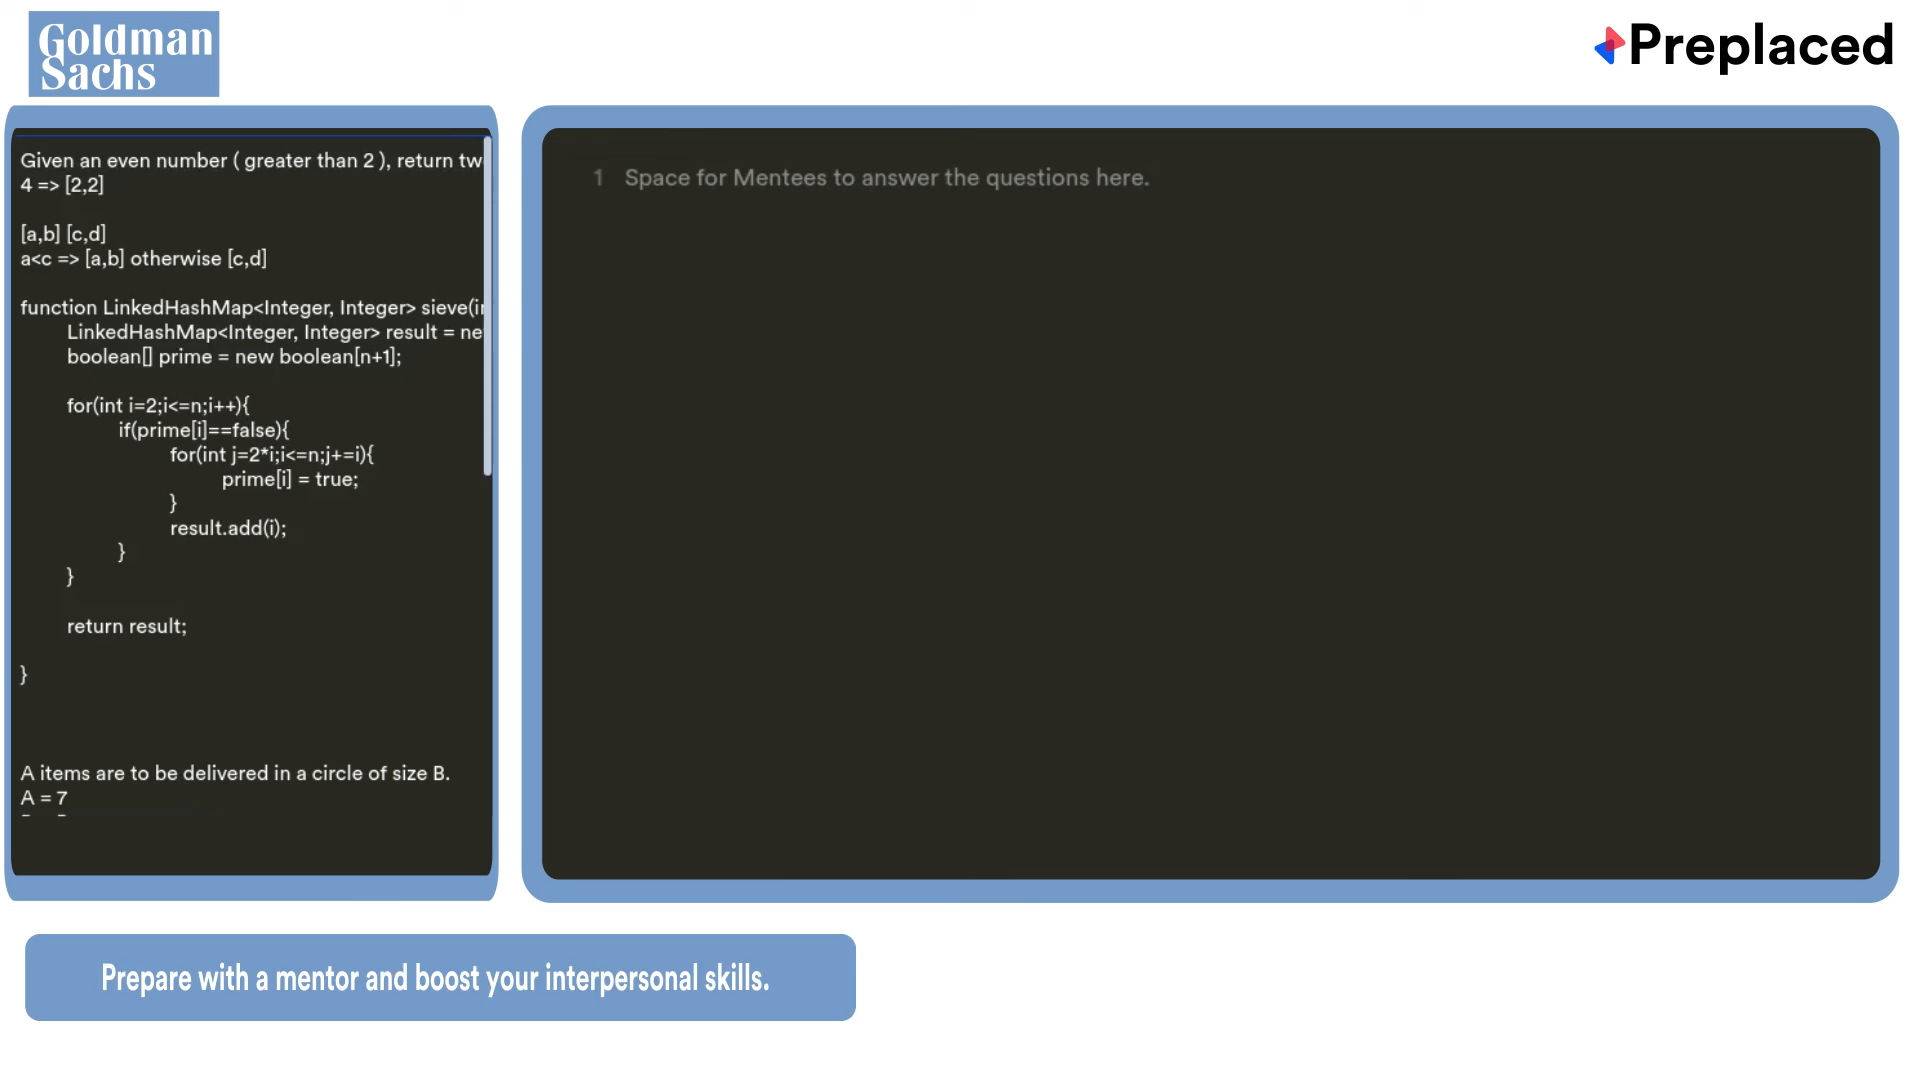 Goldman
Sachs
Preplaced
Given an even number ( greater than 2 ), return
4 => [2,2]
[a,b] [c,d]
a<c => [a,b] otherwise [c,d]
function LinkedHashMap<Integer, Integer>
LinkedHashMap<Integer, Integer> result =
boolean[] prime = new boolean[n+1];
for(int i=2;i<=n;i++){
if(prime[i]==false){
for(int j=2*i;i<=n;j+=i){
prime[i] = true;
}
result.add(i);
}
}
return result;
}
A items are to be delivered in a circle of size B.
A = 7
1 Space for Mentees to answer the questions here.
Prepare with a mentor and boost your interpersonal skills.